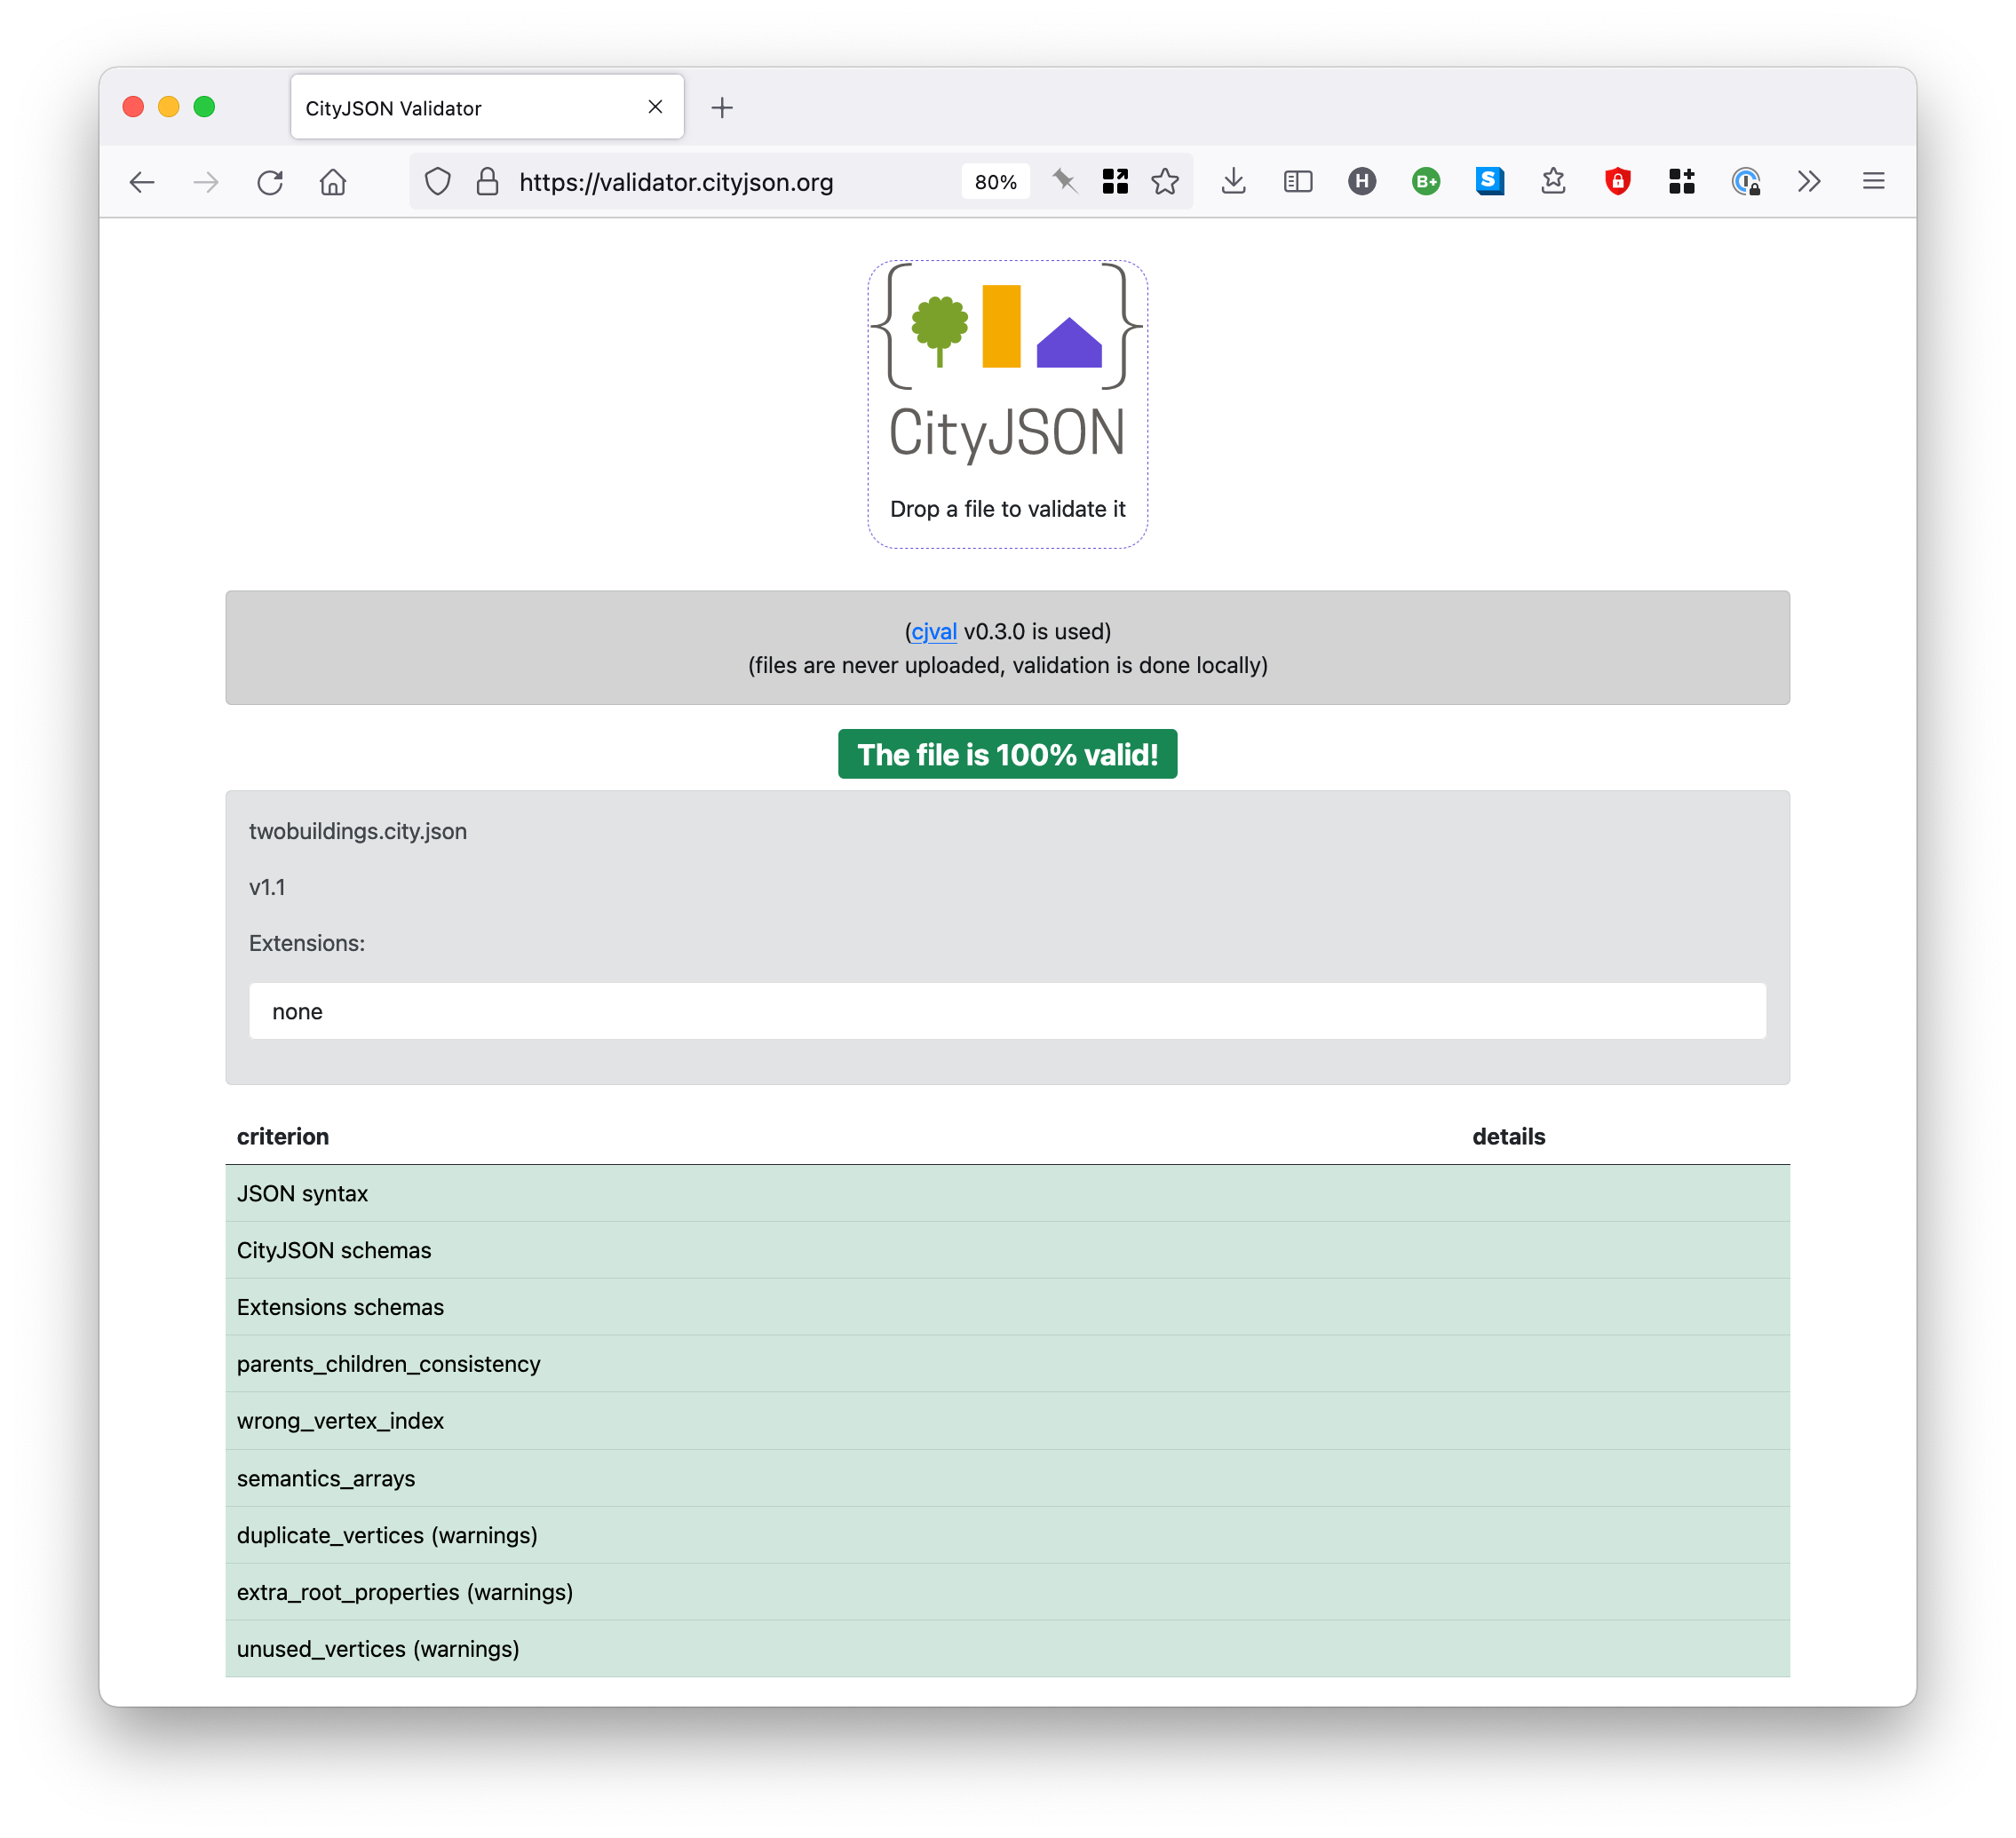 CityJSON Validator
https://validator.cityjson.org
80%
H
B+
S
CityJSON
Drop a file to validate it
(cjval v0.3.0 is used)
(files are never uploaded, validation is done locally)
The file is 100% valid!
twobuildings.city.json
v1.1
Extensions:
none
criterion details
JSON syntax
CityJSON schemas
Extensions schemas
parents_children_consistency
wrong_vertex_index
semantics_arrays
duplicate_vertices (warnings)
extra_root_properties (warnings)
unused_vertices (warnings)